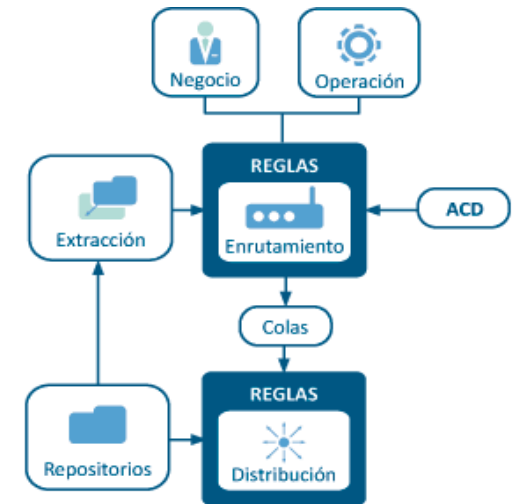 Negocio
Operación
REGLAS
Enrutamiento
Extracción
ACD
Colas
REGLAS
Distribución
Repositorios